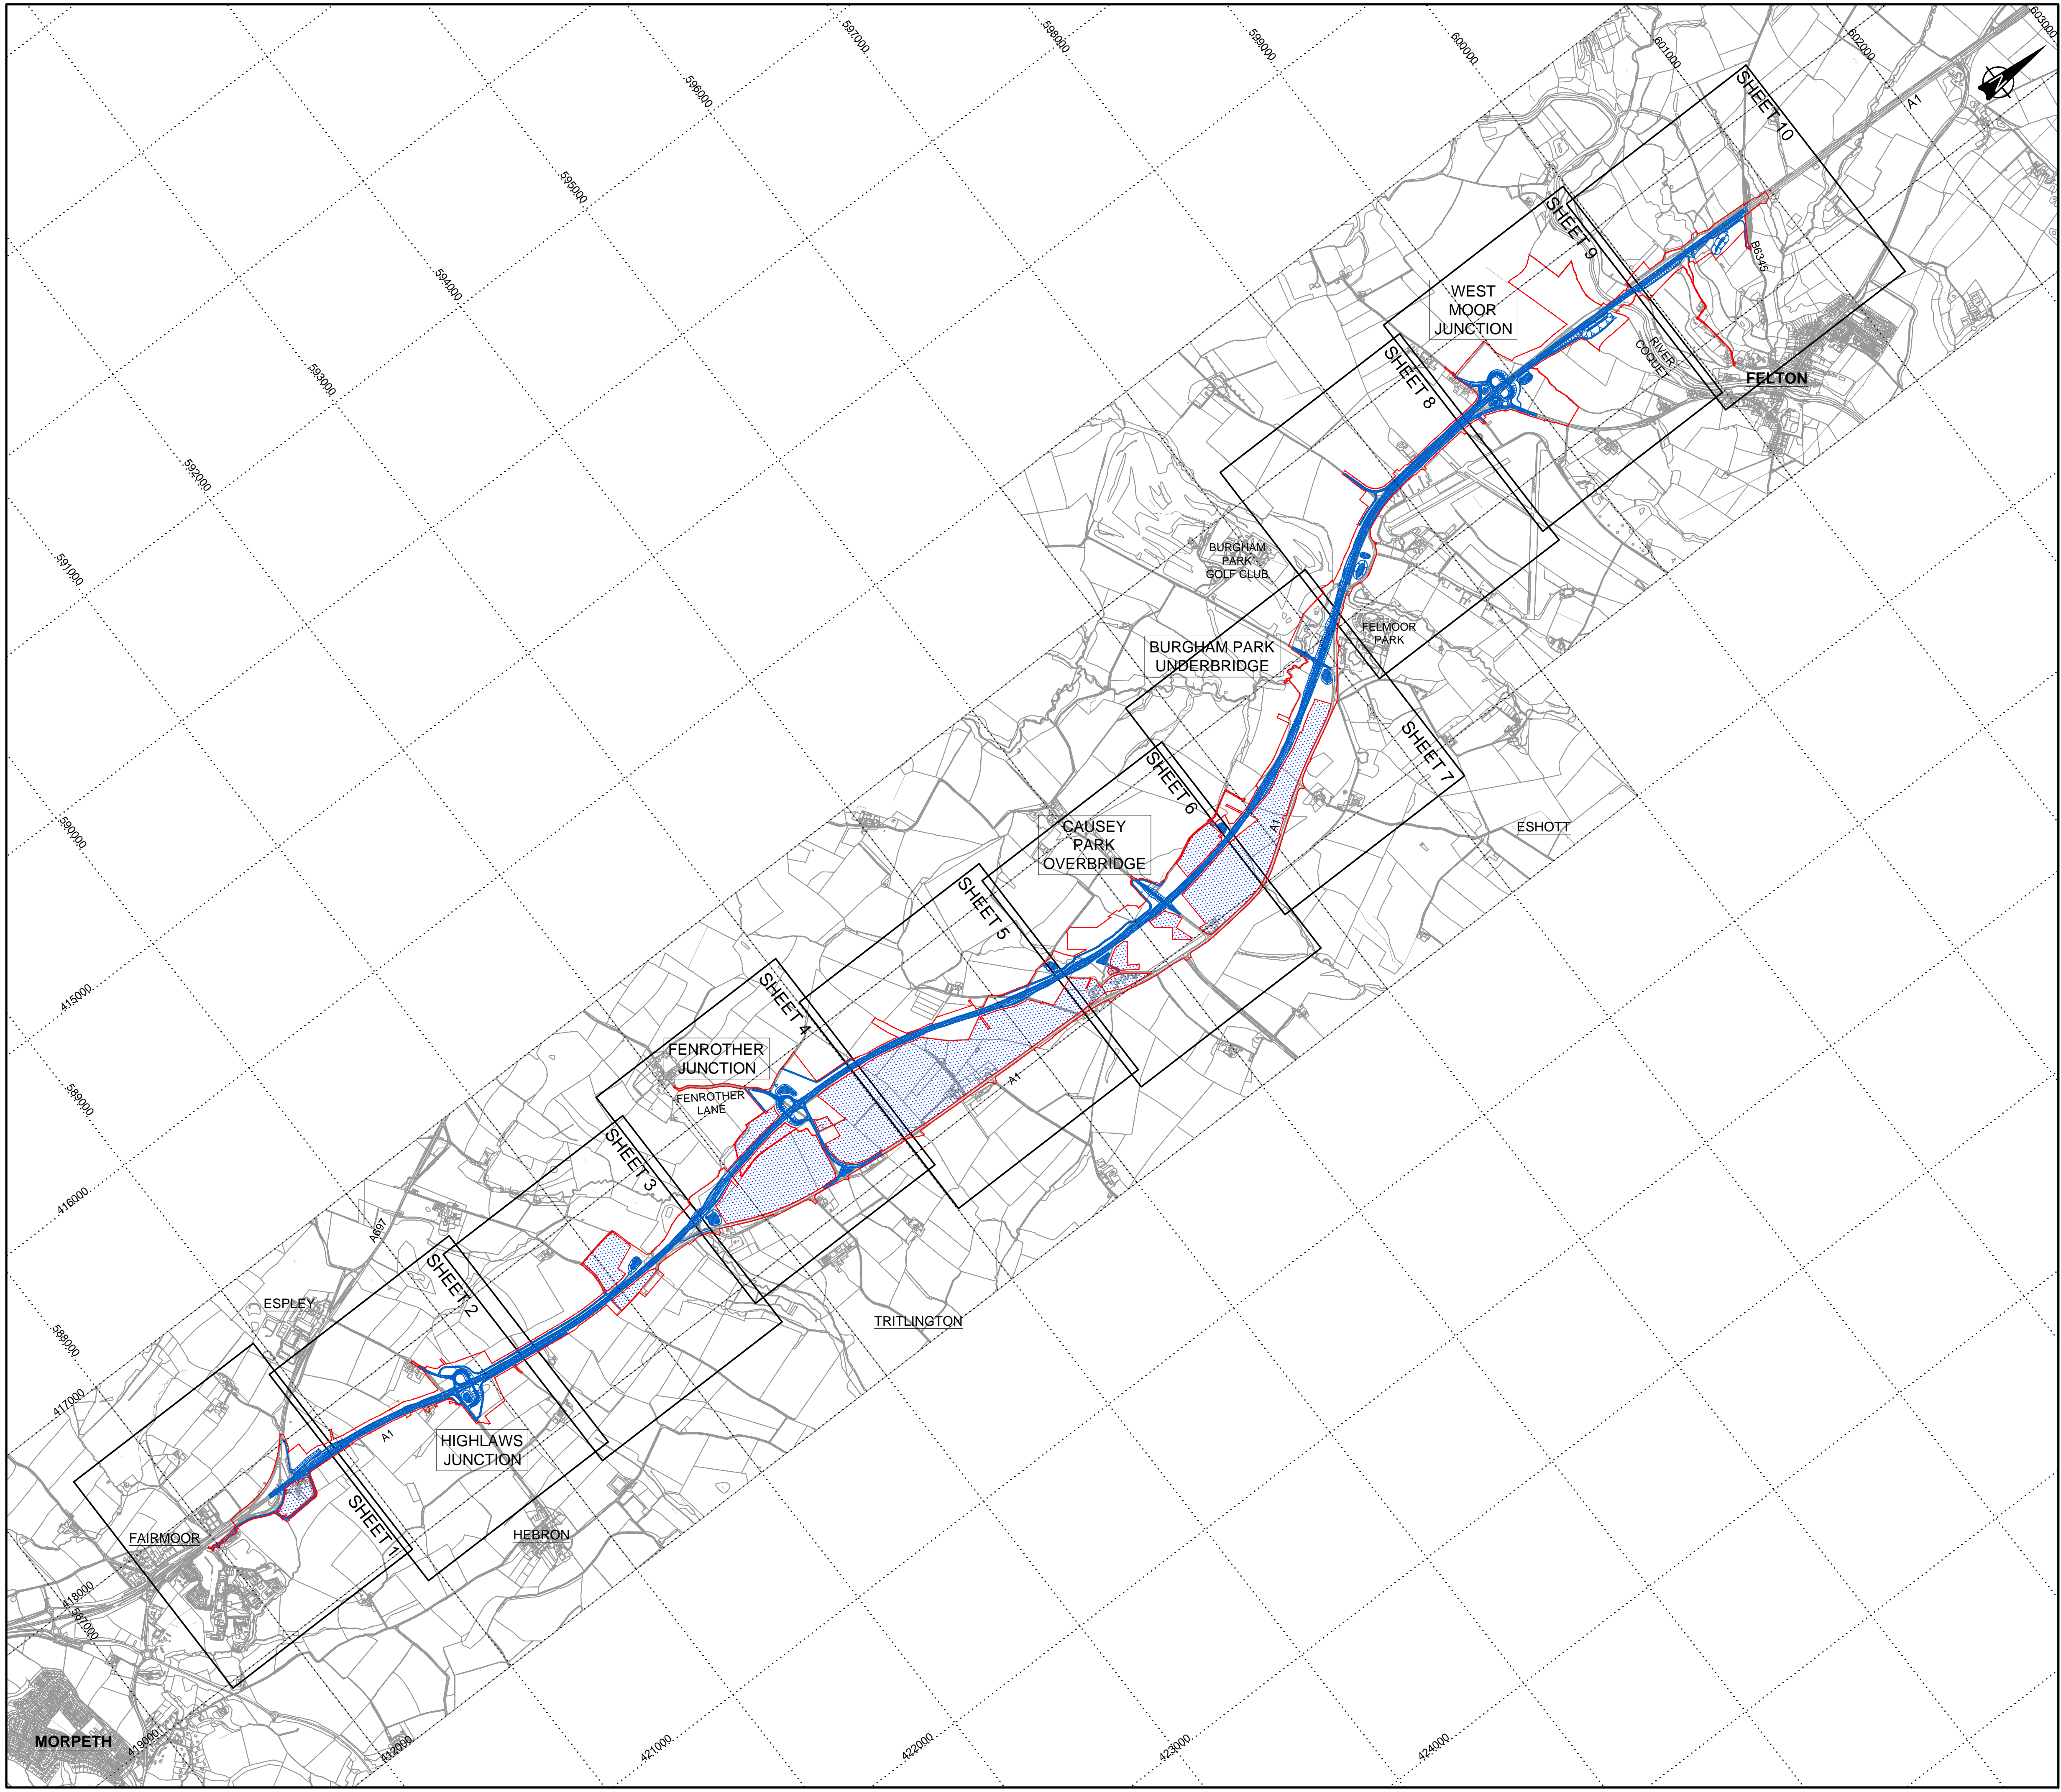 597000
598000
599000
600000
601000
602000
603000
596000
595000
594000
593000
592000
591000
590000
589000
588000
587000
415000
416000
417000
418000
419000
412000
421000
422000
423000
424000
N
SHEET 10
A1
SHEET 9
B6345
WEST
MOOR
JUNCTION
RIVER
COQUET
FELTON
SHEET 8
BURGHAM
PARK
GOLF CLUB
FELMOOR
PARK
BURGHAM PARK
UNDERBRIDGE
SHEET 7
SHEET 6
A1
ESHOTT
CAUSEY
PARK
OVERBRIDGE
SHEET 5
SHEET 4
FENROTHER
JUNCTION
A1
FENROTHER
LANE
SHEET 3
A697
SHEET 2
ESPLEY
TRITLINGTON
A1
HIGHLAWS
JUNCTION
SHEET 1
FAIRMOOR
HEBRON
MORPETH